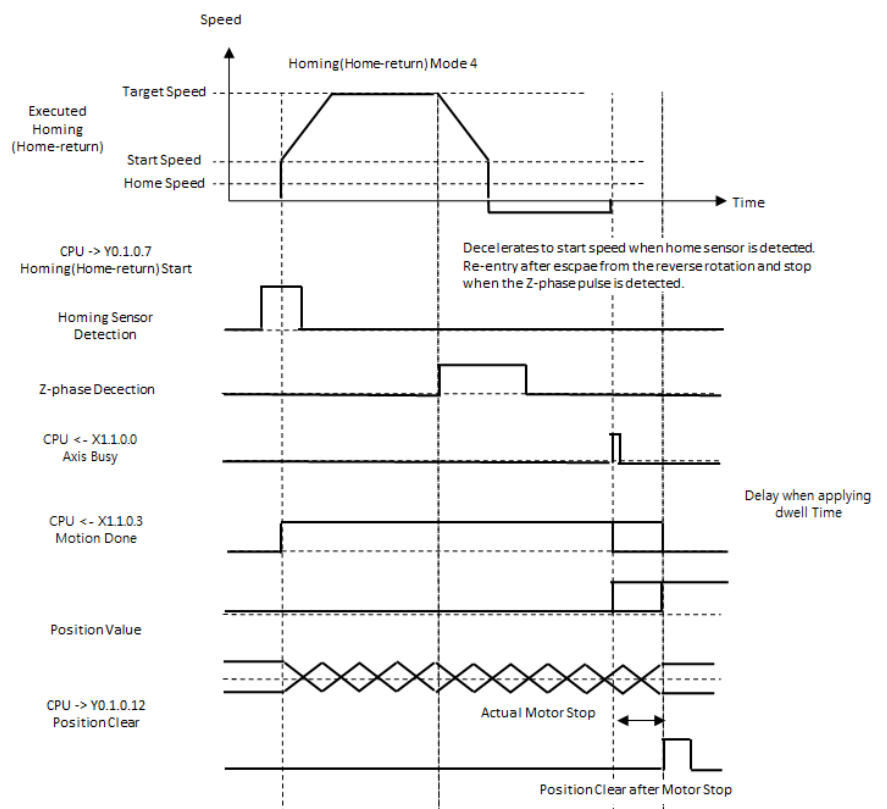 Speed
Homing(Home-return) Mode 4
Target Speed
Executed
Homing
(Home-return)
Start Speed
Home Speed
Time
CPU -> Y0.1.0.7
Homing(Home-return) Start
Decelerates to start speed when home sensor is detected.
Re-entry after escpae from the reverse rotation and stop
when the Z-phase pulse is detected.
Homing Sensor
Detection
Z-phase Decection
CPU <- X1.1.0.0
Axis Busy
Delay when applying
dwell Time
CPU <- X1.1.0.3
Motion Done
Position Value
CPU -> Y0.1.0.12
Position Clear
Actual Motor Stop
Position Clear after Motor Stop